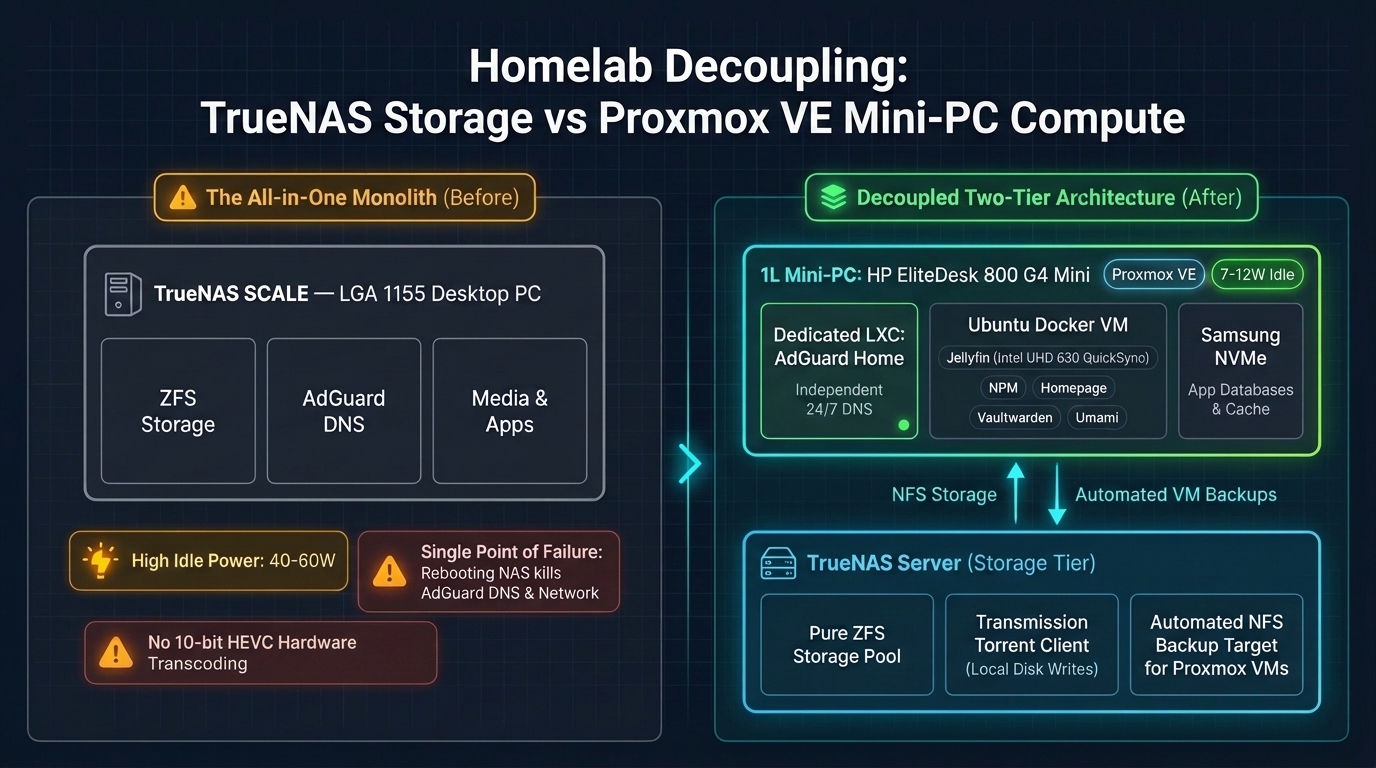 Homelab Decoupling:
TrueNAS Storage vs Proxmox VE Mini-PC Compute
The All-in-One Monolith (Before)
TrueNAS SCALE — LGA 1155 Desktop PC
ZFS
Storage
AdGuard
DNS
Media &
Apps
High Idle Power: 40-60W
Single Point of Failure:
Rebooting NAS kills
AdGuard DNS & Network
No 10-bit HEVC Hardware
Transcoding
Decoupled Two-Tier Architecture (After)
1L Mini-PC: HP EliteDesk 800 G4 Mini
Proxmox VE
7-12W Idle
Dedicated LXC:
AdGuard Home
Independent
24/7 DNS
Ubuntu Docker VM
Jellyfin (Intel UHD 630 QuickSyno)
NPM
Homepage
Vaultwarden
Umami
Samsung
NVMe
App Databases
& Cache
NFS Storage
Automated VM Backups
TrueNAS Server (Storage Tier)
Pure ZFS
Storage Pool
Transmission
Torrent Client
(Local Disk Writes)
Automated NFS
Backup Target
for Proxmox VMs